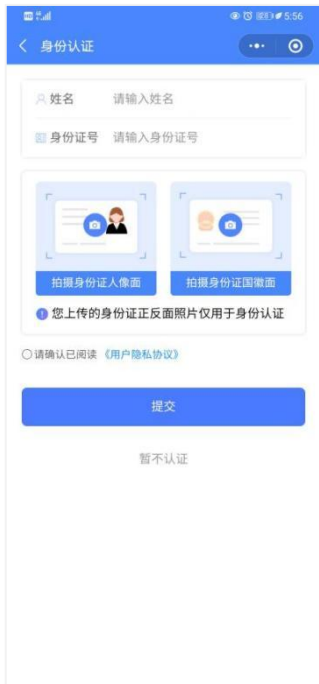 5:56
身份认证
姓名 请输入姓名
身份证号 请输入身份证号
拍摄身份证人像面 拍摄身份证国徽面
您上传的身份证正反面照片仅用于身份认证
请确认已阅读 《用户隐私协议》
提交
暂不认证